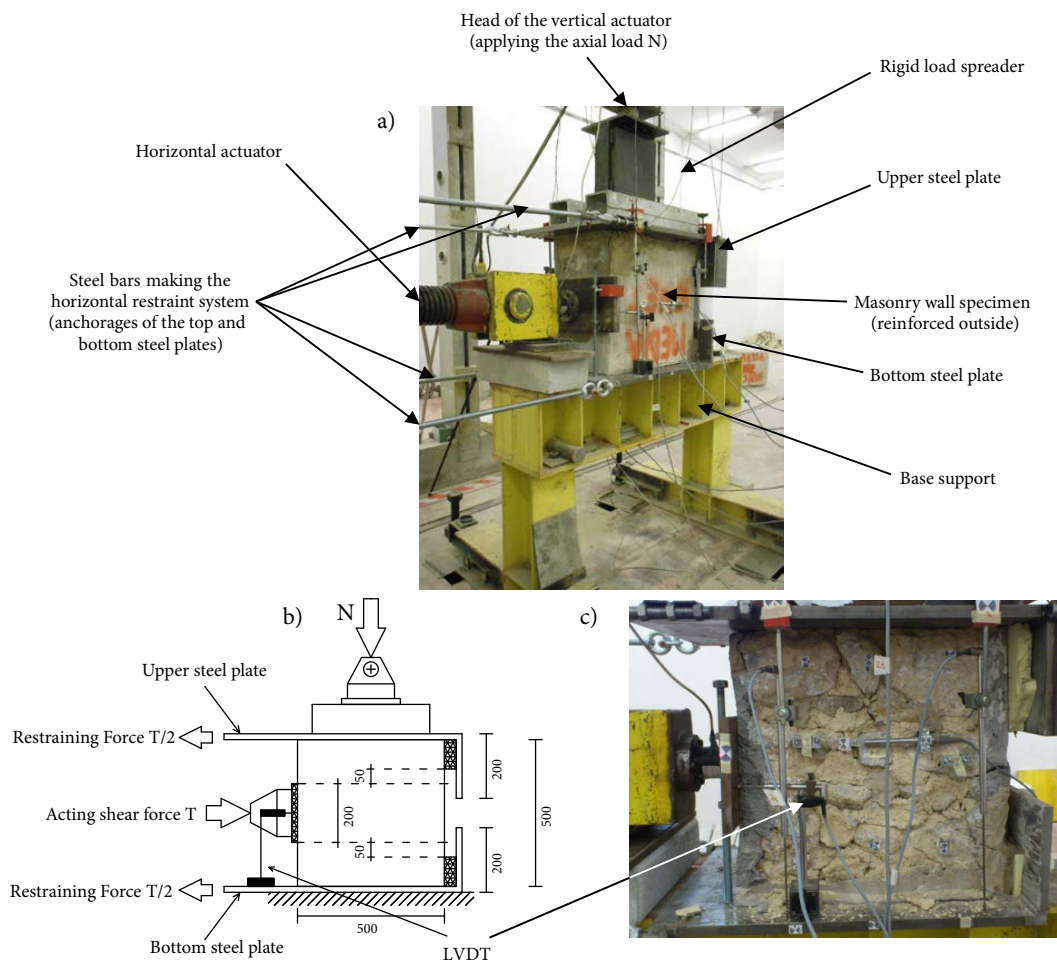 Head of the vertical actuator
(applying the axial load N)
Rigid load spreader
a)
Horizontal actuator
Upper steel plate
Steel bars making the
horizontal restraint system
(anchorages of the top and
bottom steel plates)
Masonry wall specimen
(reinforced outside)
Bottom steel plate
Base support
b)
N
c)
Upper steel plate
Restraining Force T/2
Acting shear force T
Restraining Force T/2
Bottom steel plate
50
200
50
200
500
200
500
LVDT